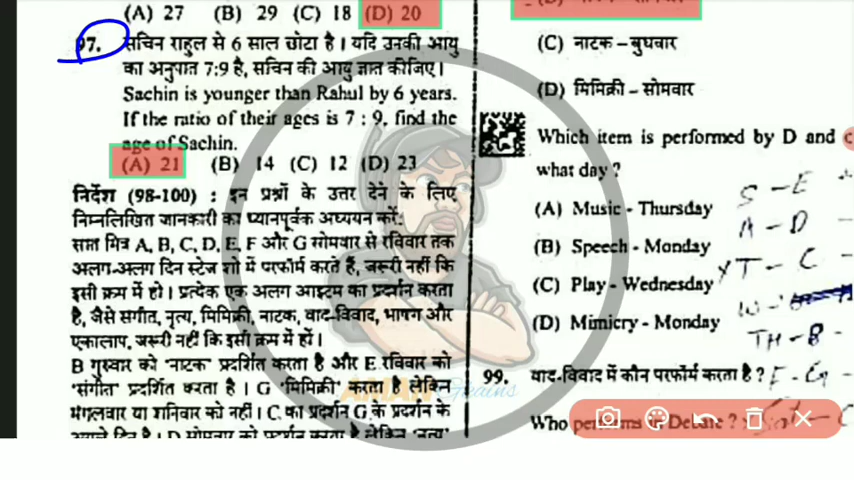 (A) 27 (B) 29 (C) 18 (D) 20
97. सचिन राहुल से 6 साल छोटा है। यदि उनकी आयु
का अनुपात 7:9 है, सचिन की आयु ज्ञात कीजिए।
Sachin is younger than Rahul by 6 years.
If the ratio of their ages is 7 : 9, find the
age of Sachin.
(A) 21 (B) 14 (C) 12 (D) 23
निर्देश (98-100) : इन प्रश्नों के उत्तर देने के लिए
निम्नलिखित जानकारी का ध्यानपूर्वक अध्ययन करें:
सात मित्र A, B, C, D, E, F और G सोमवार से रविवार तक
अलग-अलग दिन स्टेज शो में परफॉर्म करते हैं, जरूरी नहीं कि
इसी क्रम में हो। प्रत्येक एक अलग आइटम का प्रदर्शन करता
है, जैसे संगीत, नृत्य, मिमिक्री, नाटक, वाद-विवाद, भाषण और
एकालाप, जरूरी नहीं कि इसी क्रम में हों।
B गुरुवार को 'नाटक' प्रदर्शित करता है और E रविवार को
'संगीत' प्रदर्शित करता है। G 'मिमिक्री' करता है लेकिन
मंगलवार या शनिवार को नहीं। C का प्रदर्शन G के प्रदर्शन के
अगले दिन है। D सोमवार को प्रदर्शन करता है लेकिन 'नृत्य'
(C) नाटक – बुधवार
(D) मिमिक्री – सोमवार
Which item is performed by D and
what day ?
(A) Music - Thursday
(B) Speech - Monday
(C) Play - Wednesday
(D) Mimicry - Monday
99. वाद-विवाद में कौन परफॉर्म करता है?
Who performs in Debate ?
S – E
A – D
T – C
TH – B –
F – G –